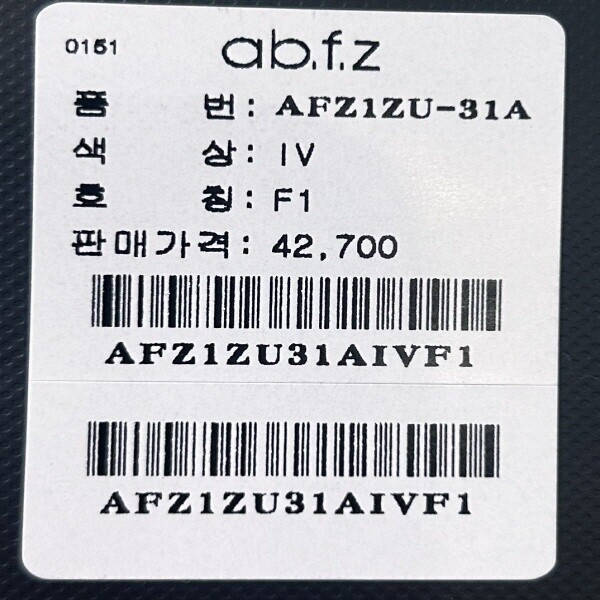 0151 ab.f.z
품 번 : AFZ1ZU-31A
색 상 : IV
호 칭 : F1
판매가격 : 42,700
AFZ1ZU31AIVF1
AFZ1ZU31AIVF1